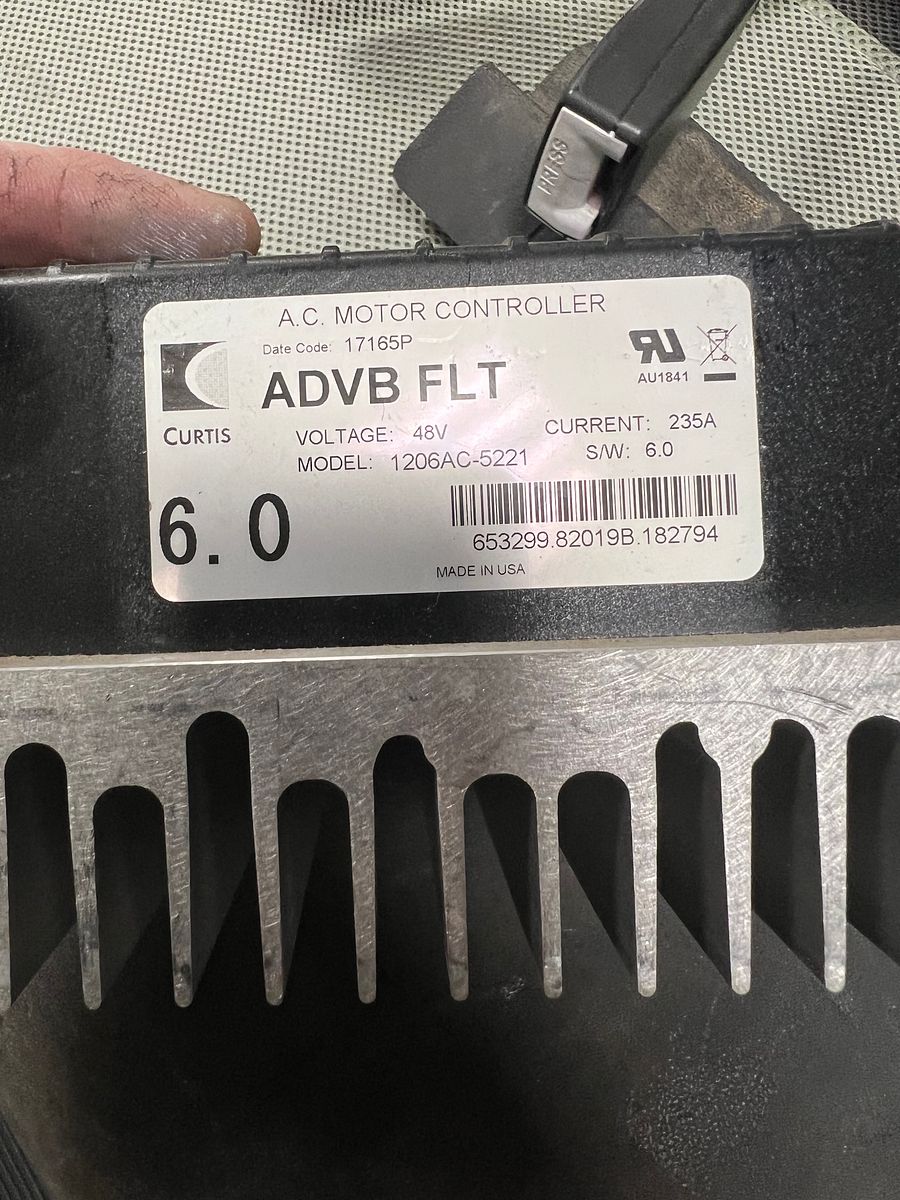 PRESS
A.C. MOTOR CONTROLLER
Date Code: 17165P
ADVB FLT
AU1841
CURTIS
VOLTAGE: 48V
CURRENT: 235A
MODEL: 1206AC-5221
S/W: 6.0
6.0
653299.82019B.182794
MADE IN USA